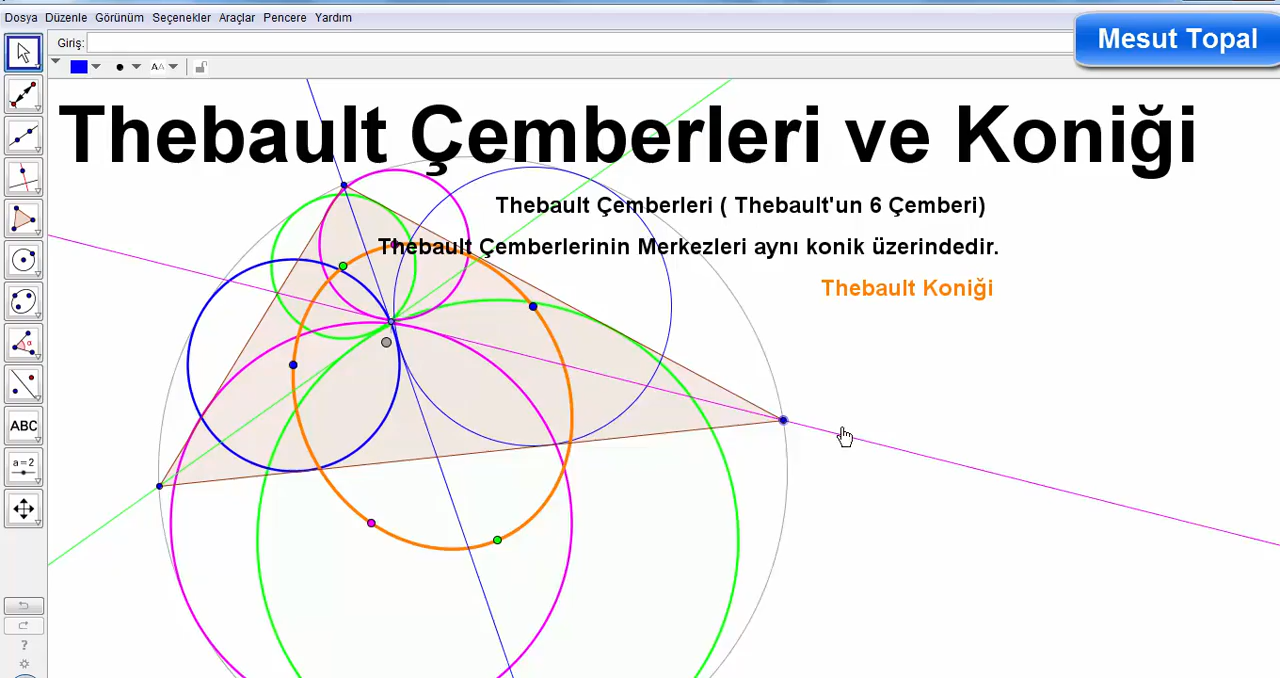 Dosya Düzenle Görünüm Seçenekler Araçlar Pencere Yardım
Giriş:
Mesut Topal
AA
Thebault Çemberleri ve Koniği
Thebault Çemberleri ( Thebault'un 6 Çemberi)
Thebault Çemberlerinin Merkezleri aynı konik üzerindedir.
Thebault Koniği
α
ABC
a=2
?